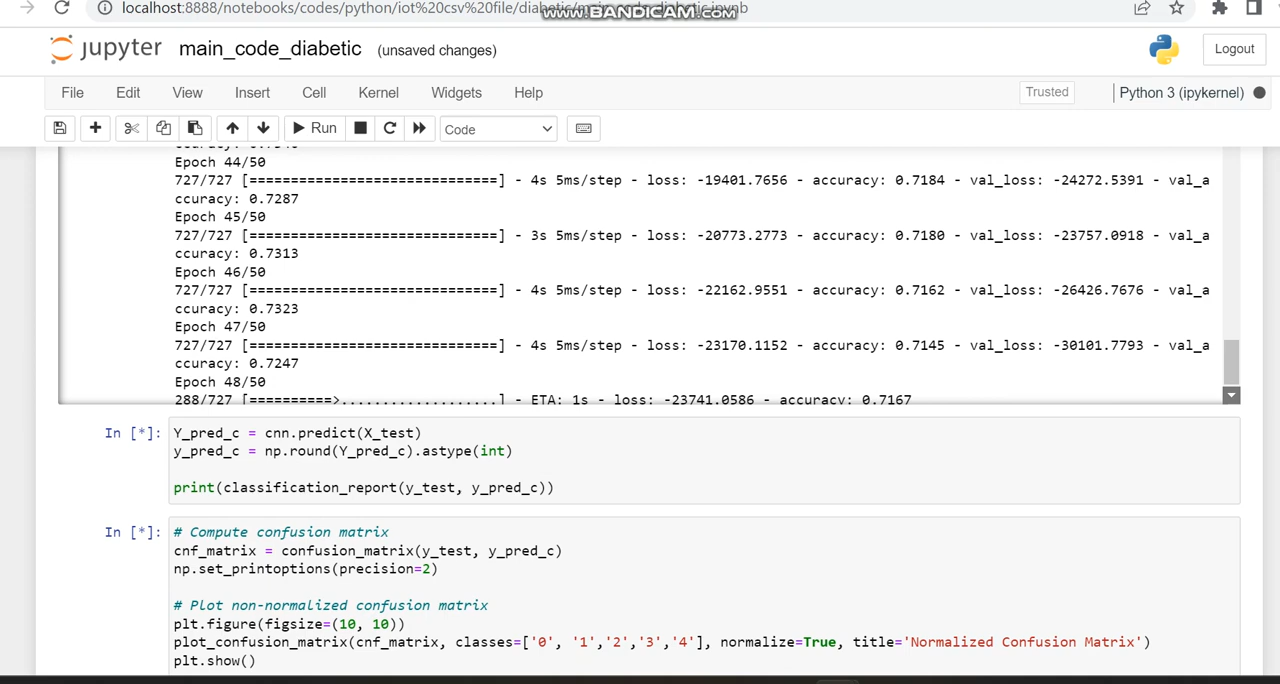 localhost:8888/notebooks/codes/python/iot%20csv%20file/diabetic/main_code_diabetic.ipynb
www.BANDICAM.com
jupyter main_code_diabetic (unsaved changes)
Logout
File Edit View Insert Cell Kernel Widgets Help Trusted Python 3 (ipykernel)
Run Code
ccuracy: 0.7340
Epoch 44/50
727/727 [==============================] - 4s 5ms/step - loss: -19401.7656 - accuracy: 0.7184 - val_loss: -24272.5391 - val_a
ccuracy: 0.7287
Epoch 45/50
727/727 [==============================] - 3s 5ms/step - loss: -20773.2773 - accuracy: 0.7180 - val_loss: -23757.0918 - val_a
ccuracy: 0.7313
Epoch 46/50
727/727 [==============================] - 4s 5ms/step - loss: -22162.9551 - accuracy: 0.7162 - val_loss: -26426.7676 - val_a
ccuracy: 0.7323
Epoch 47/50
727/727 [==============================] - 4s 5ms/step - loss: -23170.1152 - accuracy: 0.7145 - val_loss: -30101.7793 - val_a
ccuracy: 0.7247
Epoch 48/50
288/727 [==========>...................] - ETA: 1s - loss: -23741.0586 - accuracy: 0.7167
In [*]: Y_pred_c = cnn.predict(X_test)
y_pred_c = np.round(Y_pred_c).astype(int)
print(classification_report(y_test, y_pred_c))
In [*]: # Compute confusion matrix
cnf_matrix = confusion_matrix(y_test, y_pred_c)
np.set_printoptions(precision=2)
# Plot non-normalized confusion matrix
plt.figure(figsize=(10, 10))
plot_confusion_matrix(cnf_matrix, classes=['0', '1','2','3','4'], normalize=True, title='Normalized Confusion Matrix')
plt.show()